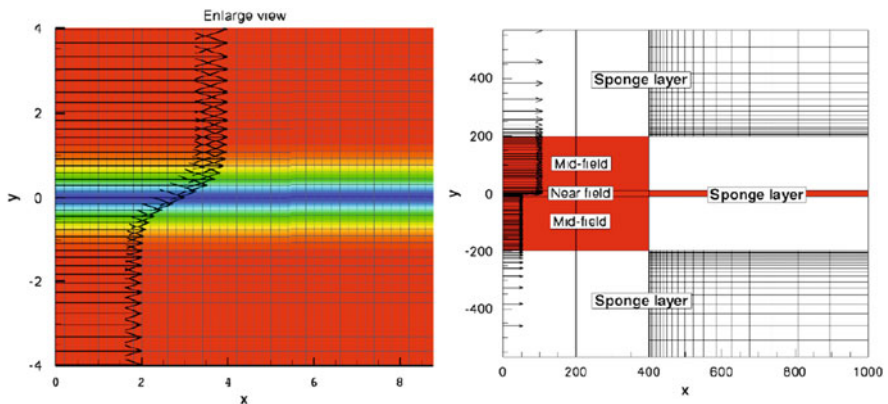 Enlarge view
4
2
0
-2
-4
y
0 2 4 6 8
x
400
200
0
-200
-400
y
Sponge layer
Mid-field
Near field
Sponge layer
Mid-field
Sponge layer
0 200 400 600 800 1000
x